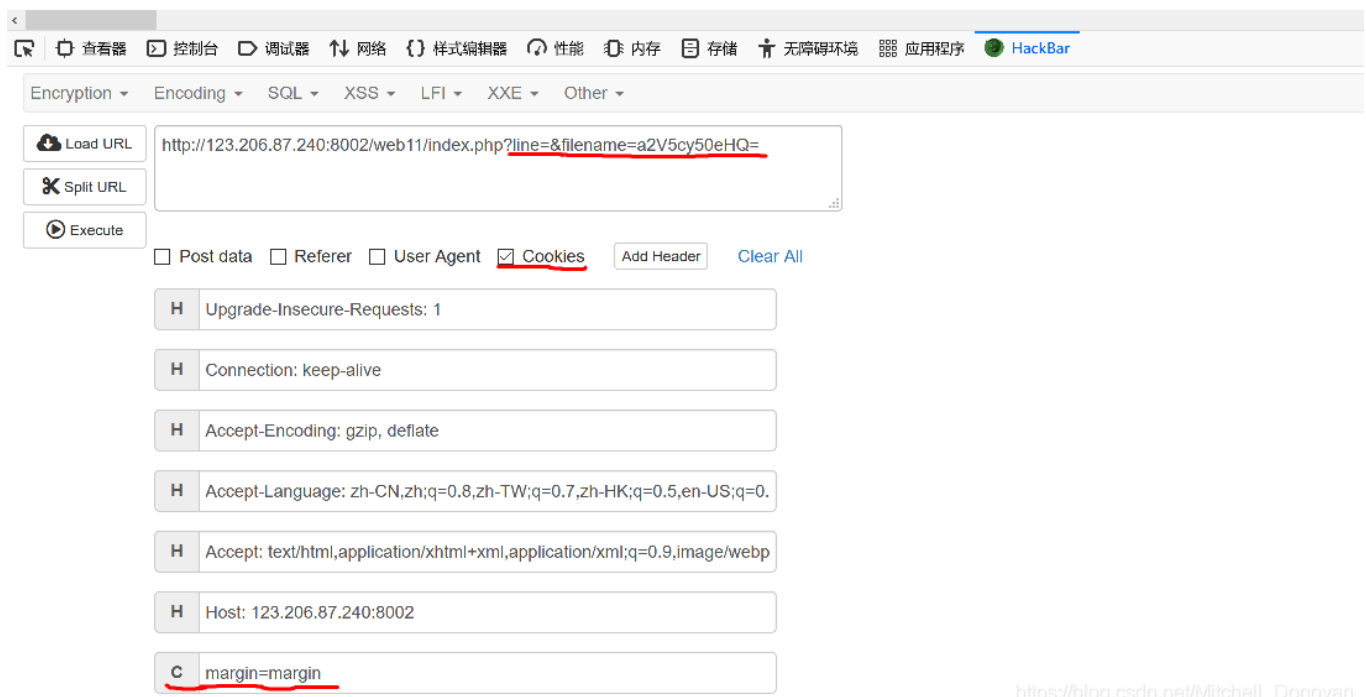 查看器 控制台 调试器 网络 {} 样式编辑器 性能 内存 存储 无障碍环境 应用程序 HackBar
Encryption Encoding SQL XSS LFI XXE Other
Load URL
http://123.206.87.240:8002/web11/index.php?line=&filename=a2V5cy50eHQ=
Split URL
Execute
Post data Referer User Agent Cookies Add Header Clear All
H Upgrade-Insecure-Requests: 1
H Connection: keep-alive
H Accept-Encoding: gzip, deflate
H Accept-Language: zh-CN,zh;q=0.8,zh-TW;q=0.7,zh-HK;q=0.5,en-US;q=0.
H Accept: text/html,application/xhtml+xml,application/xml;q=0.9,image/webp
H Host: 123.206.87.240:8002
C margin=margin
https://blog.csdn.net/Mitchell_Donovan